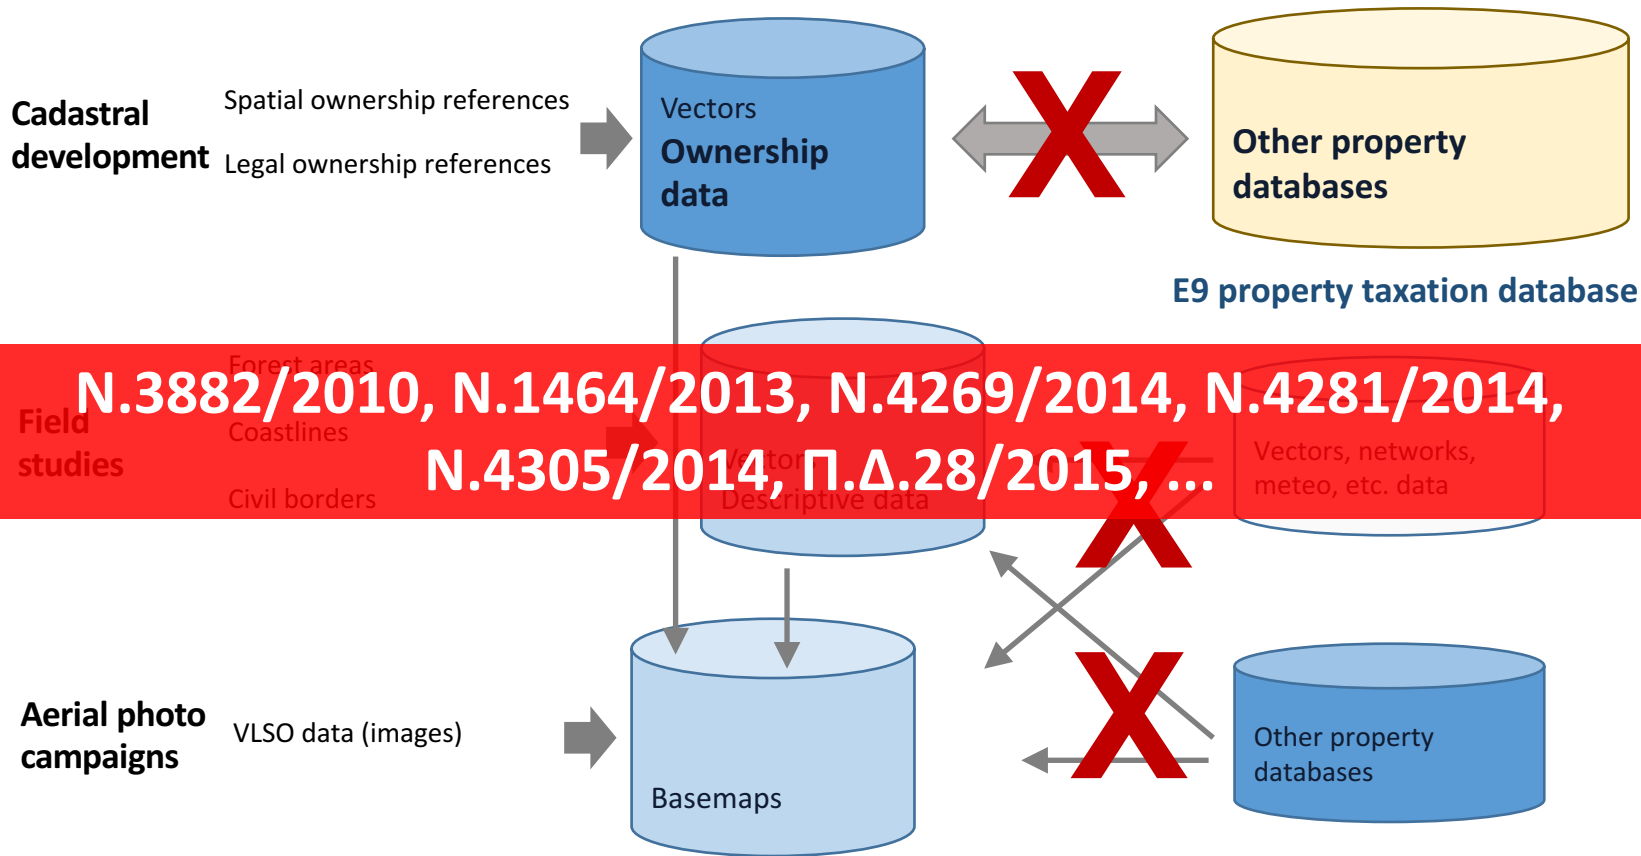 Cadastral
development
Spatial ownership references
Legal ownership references
Vectors
Ownership
data
Other property
databases
E9 property taxation database
Forest areas
Field
studies
Coastlines
Civil borders
Vectors
Descriptive data
Vectors, networks,
meteo, etc. data
N.3882/2010, N.1464/2013, N.4269/2014, N.4281/2014,
N.4305/2014, Π.Δ.28/2015, ...
X
X
X
Aerial photo
campaigns
VLSO data (images)
Basemaps
Other property
databases